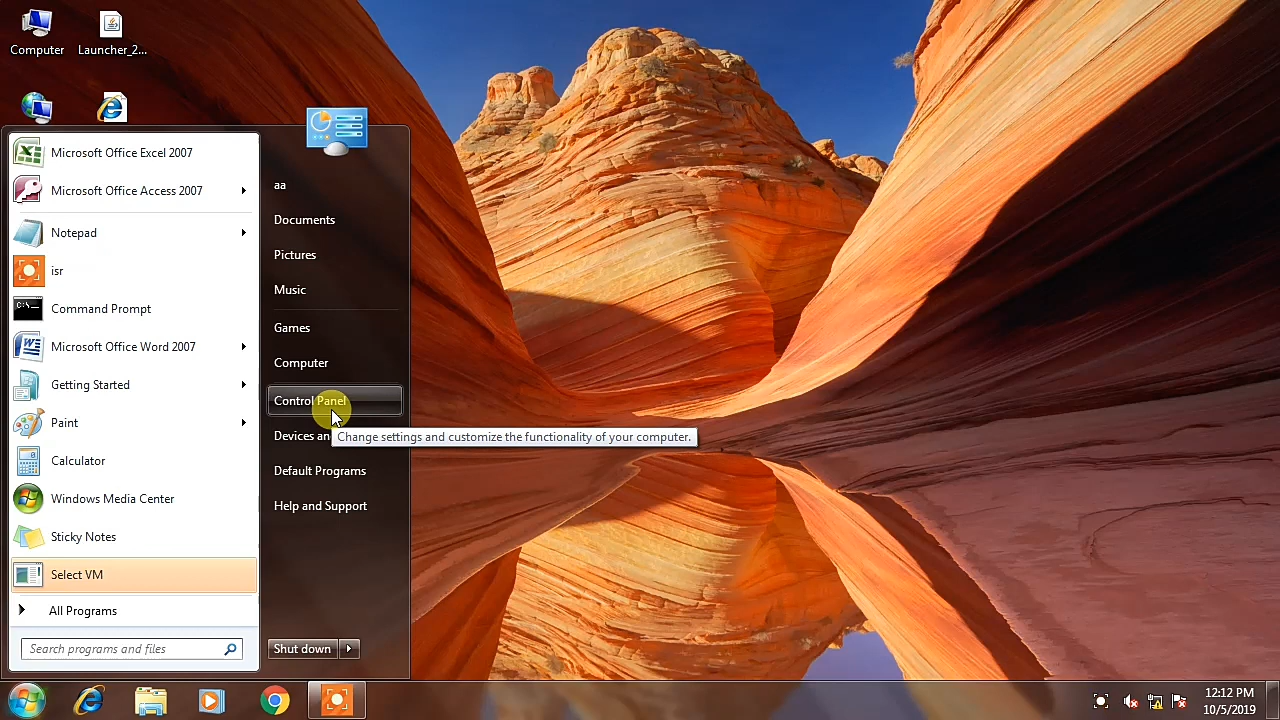 Computer
Launcher_2...
Microsoft Office Excel 2007
Microsoft Office Access 2007
Notepad
isr
Command Prompt
Microsoft Office Word 2007
Getting Started
Paint
Calculator
Windows Media Center
Sticky Notes
Select VM
All Programs
Search programs and files
aa
Documents
Pictures
Music
Games
Computer
Control Panel
Devices an
Change settings and customize the functionality of your computer.
Default Programs
Help and Support
Shut down
12:12 PM
10/5/2019